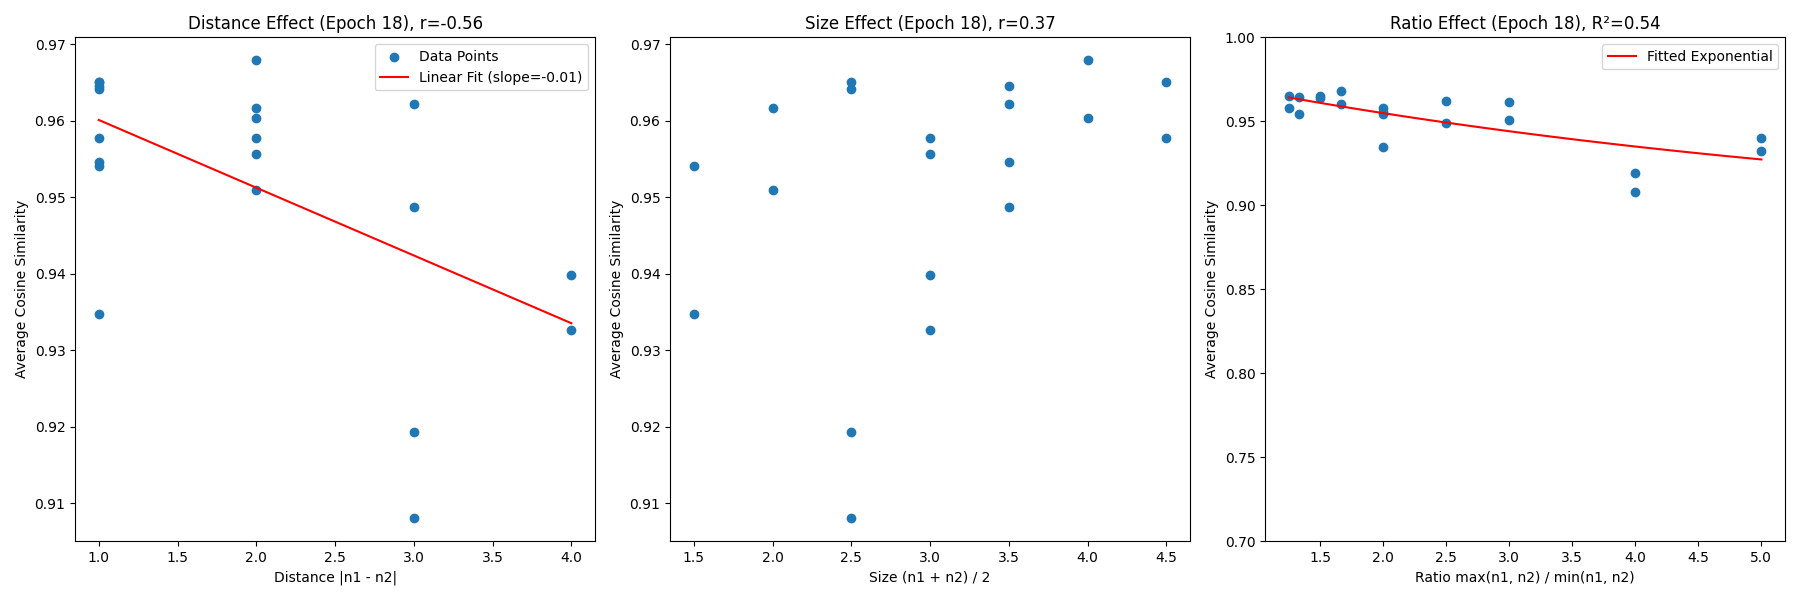 Distance Effect (Epoch 18), r=-0.56
0.97
0.96
0.95
0.94
0.93
0.92
0.91
Average Cosine Similarity
Data Points
Linear Fit (slope=-0.01)
1.0 1.5 2.0 2.5 3.0 3.5 4.0
Distance |n1 - n2|
Size Effect (Epoch 18), r=0.37
0.97
0.96
0.95
0.94
0.93
0.92
0.91
Average Cosine Similarity
1.5 2.0 2.5 3.0 3.5 4.0 4.5
Size (n1 + n2) / 2
Ratio Effect (Epoch 18), R²=0.54
1.00
0.95
0.90
0.85
0.80
0.75
0.70
Average Cosine Similarity
Fitted Exponential
1.5 2.0 2.5 3.0 3.5 4.0 4.5 5.0
Ratio max(n1, n2) / min(n1, n2)